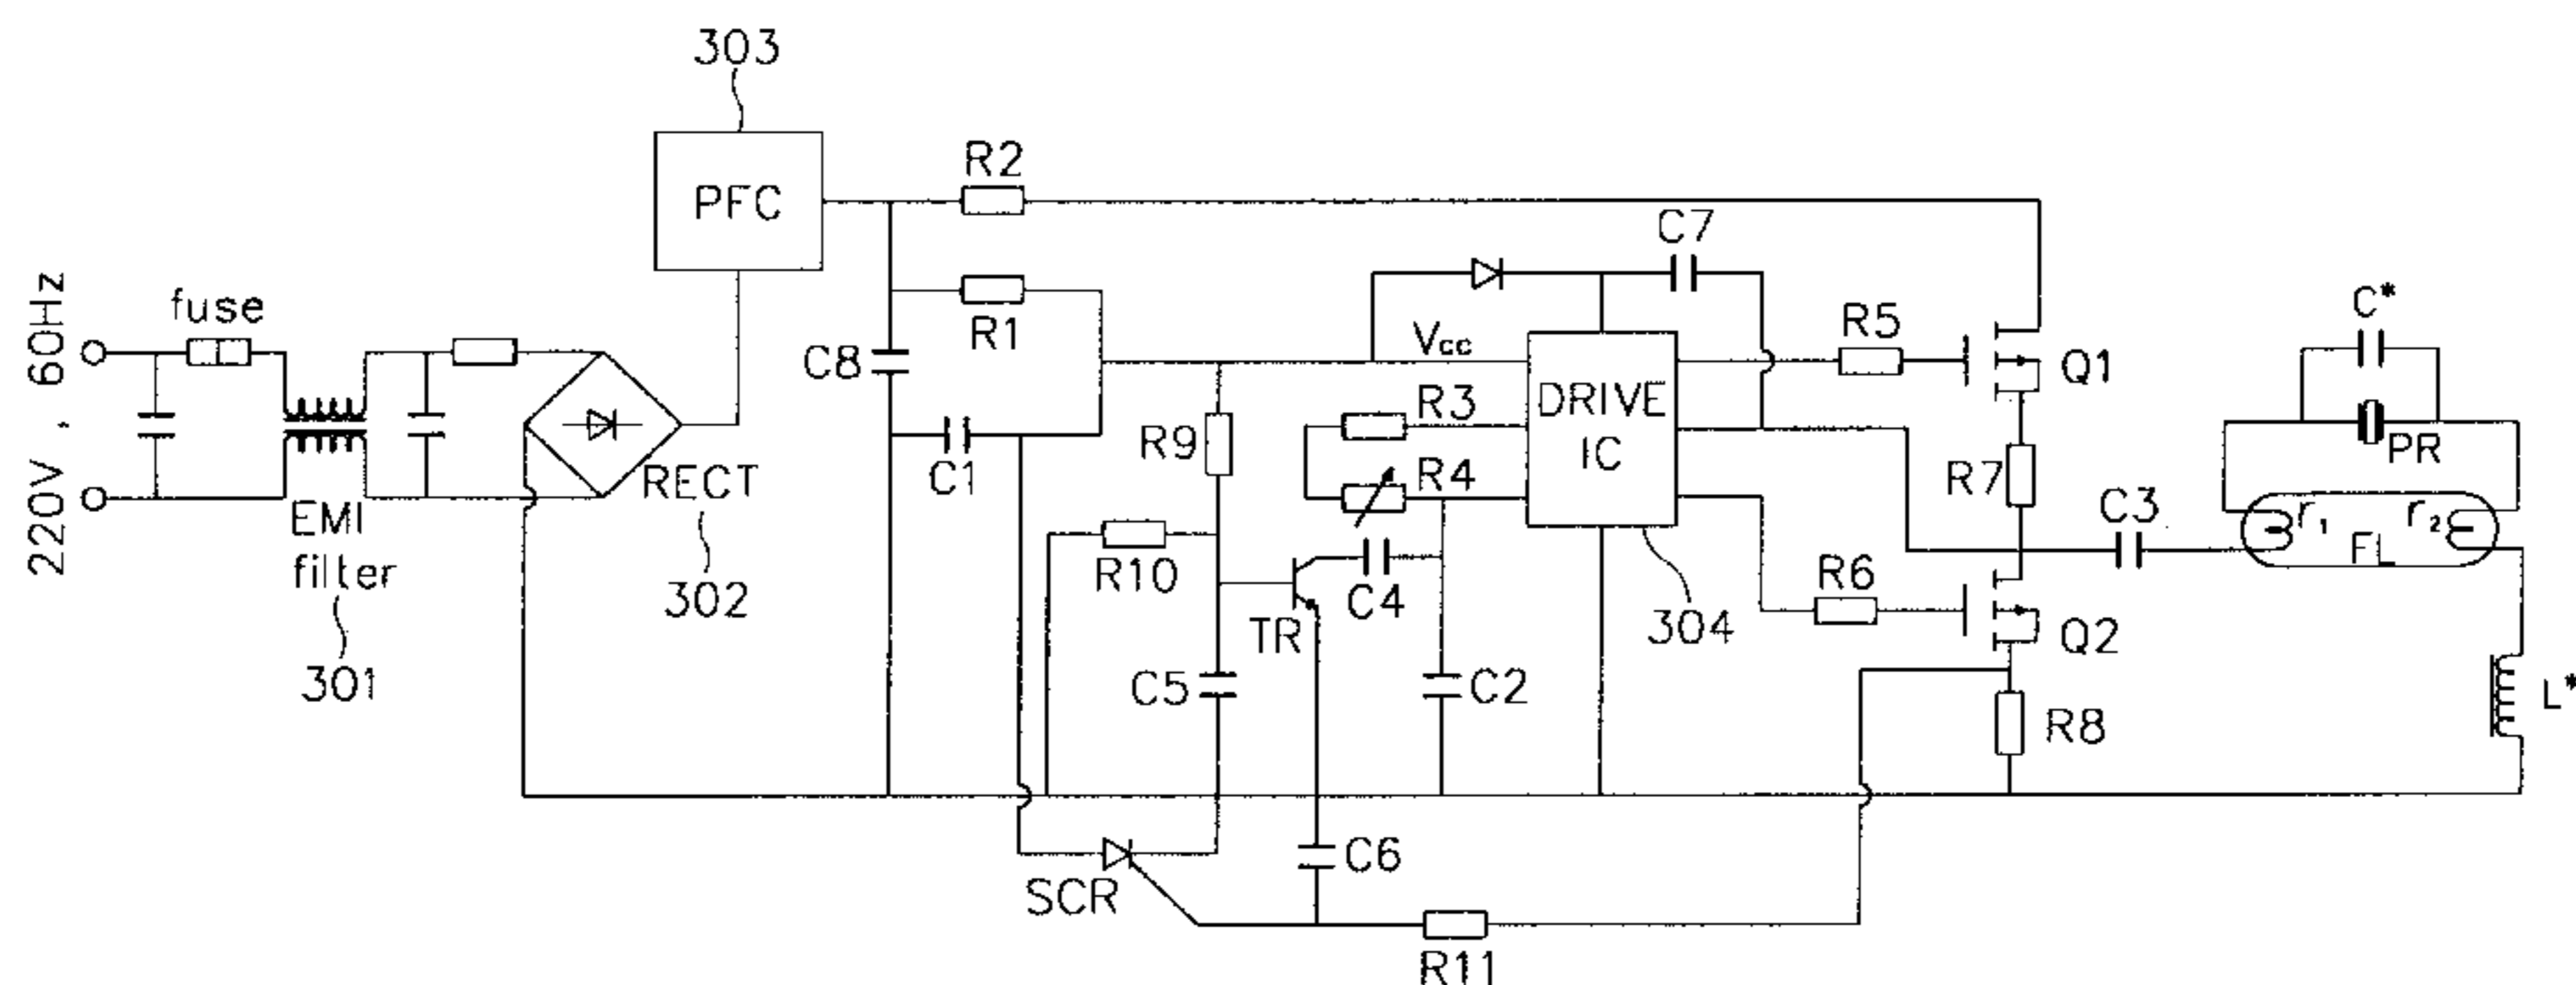 303
PFC
R2
C7
220V , 60Hz
fuse
R1
C8
Vcc
R5
Q1
C*
PR
R3
DRIVE
IC
R9
R4
C1
R7
C3
r1
r2
FL
RECT
EMI
filter
302
301
R10
C4
TR
R6
304
Q2
C5
C2
R8
L*
C6
SCR
R11